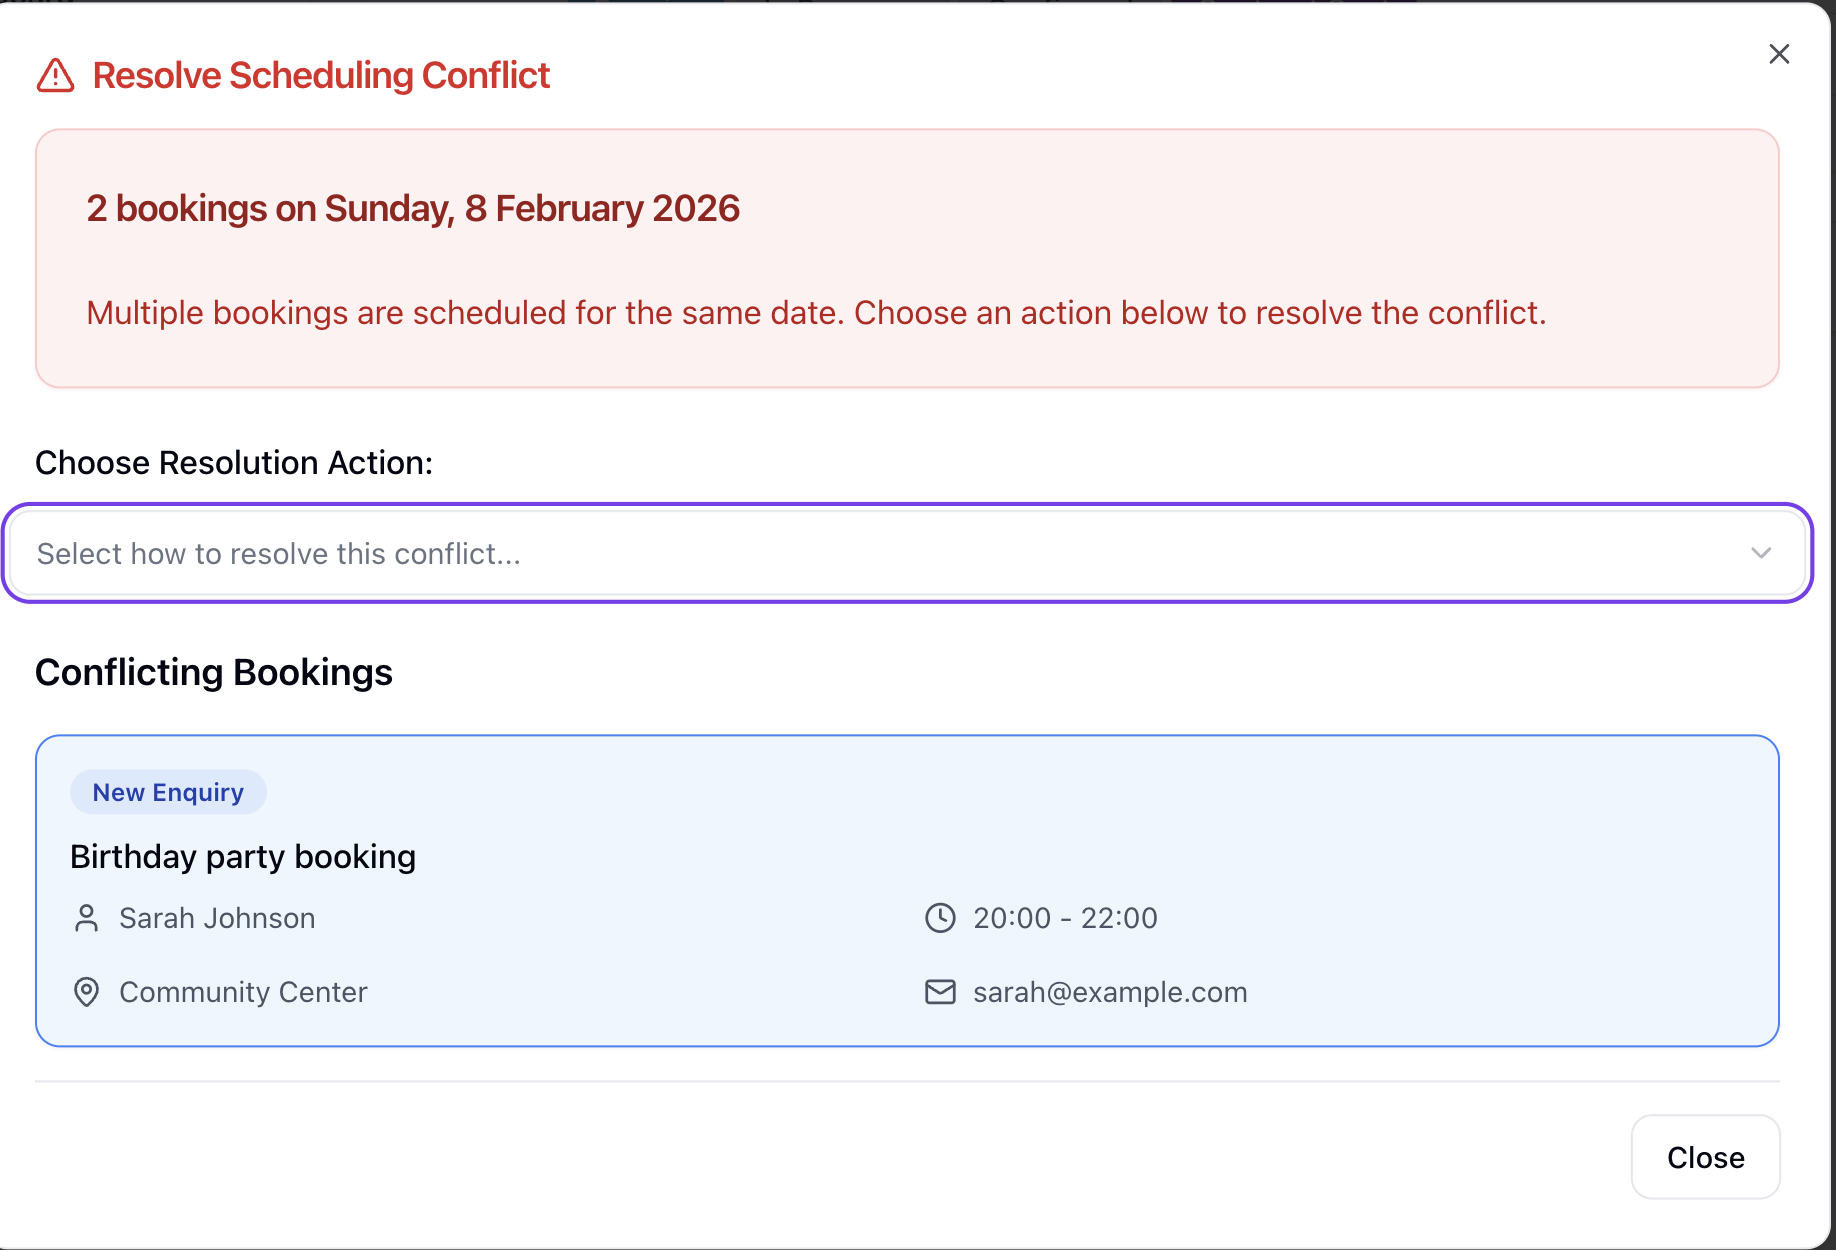 Resolve Scheduling Conflict
2 bookings on Sunday, 8 February 2026
Multiple bookings are scheduled for the same date. Choose an action below to resolve the conflict.
Choose Resolution Action:
Select how to resolve this conflict...
Conflicting Bookings
New Enquiry
Birthday party booking
Sarah Johnson
20:00 - 22:00
Community Center
sarah@example.com
Close